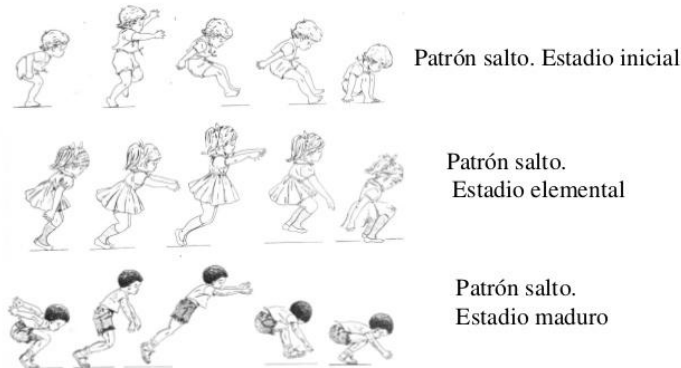 Patrón salto. Estadio inicial
Patrón salto.
Estadio elemental
Patrón salto.
Estadio maduro